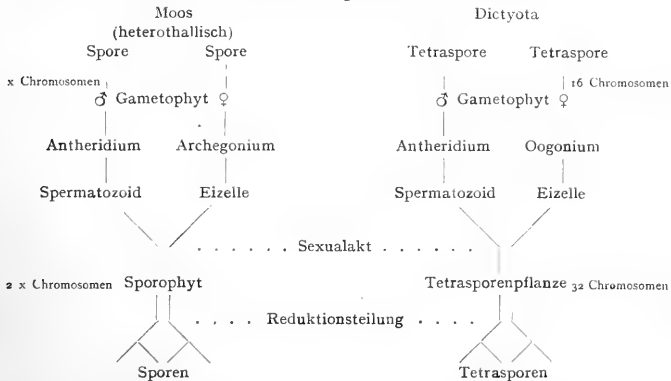 Moos Dictyota
(heterothallisch)
Spore Spore Tetraspore Tetraspore
x Chromosomen 16 Chromosomen
♂ Gametophyt ♀ ♂ Gametophyt ♀
Antheridium Archegonium Antheridium Oogonium
Spermatozoid Eizelle Spermatozoid Eizelle
. . . . . . Sexualakt . . . . . .
2 x Chromosomen Sporophyt Tetrasporenpflanze 32 Chromosomen
. . . . Reduktionsteilung . . . .
Sporen Tetrasporen